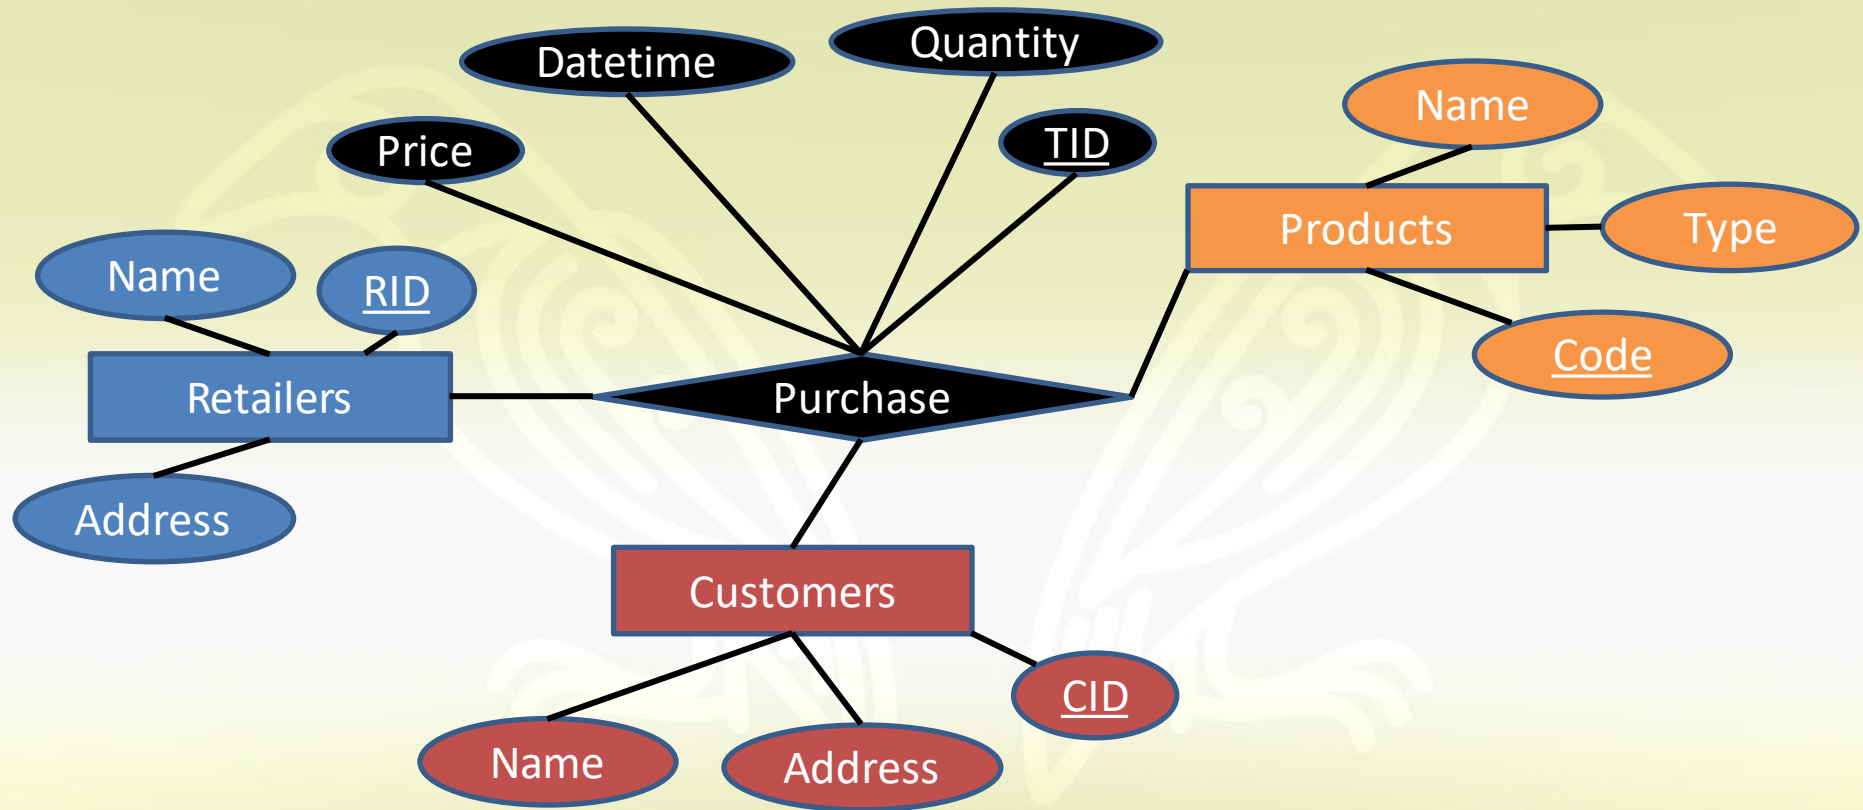 Quantity
Datetime
Name
TID
Price
Products
Type
Name
RID
Code
Retailers
Purchase
Address
Customers
CID
Name
Address